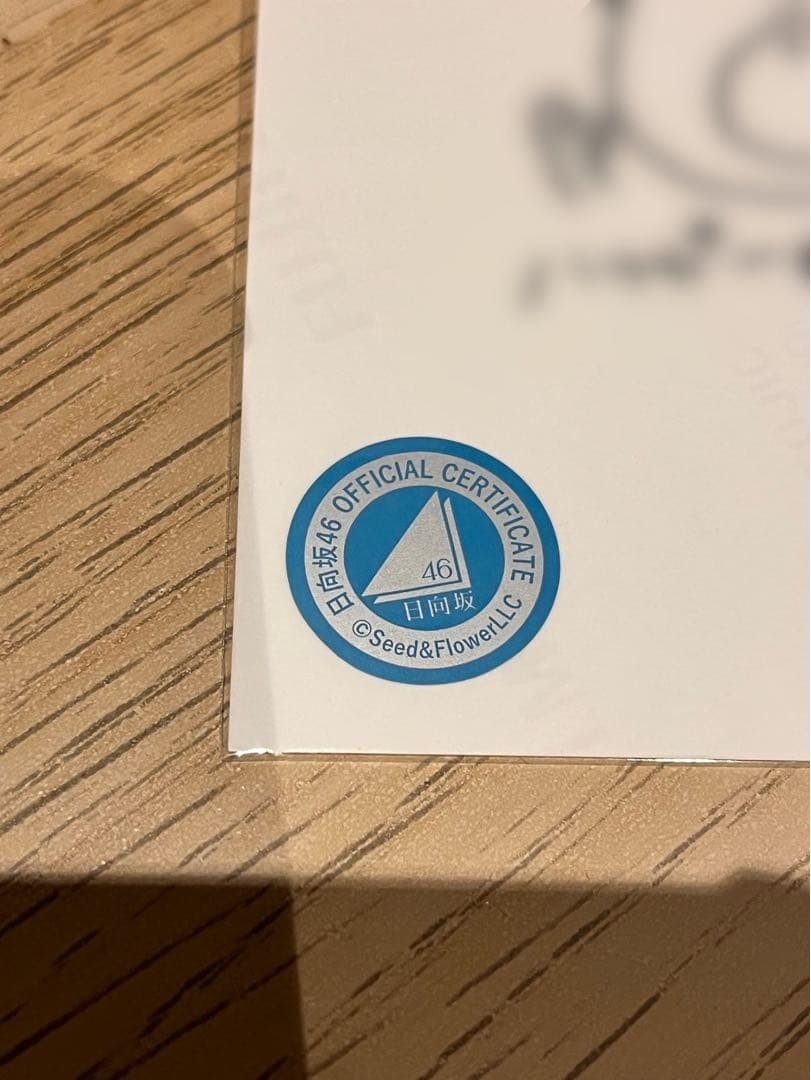 日向坂46 OFFICIAL CERTIFICATE
46
日向坂
©Seed&FlowerLLC